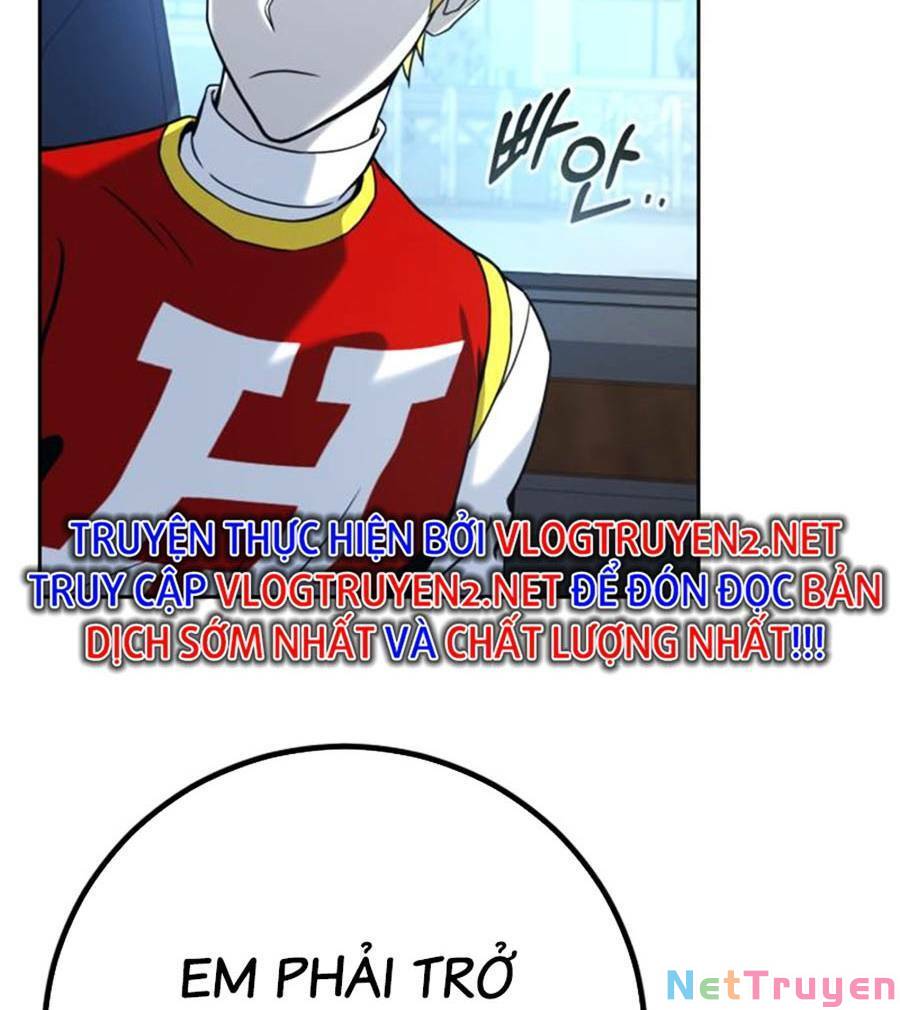 빠안..
H
TRUYỆN THỰC HIỆN BỞI VLOGTRUYEN2.NET
TRUY CẬP VLOGTRUYEN2.NET ĐỂ ĐÓN ĐỌC BẢN
DỊCH SỚM NHẤT VÀ CHẤT LƯỢNG NHẤT!!!
EM PHẢI TRỞ
NetTruyen